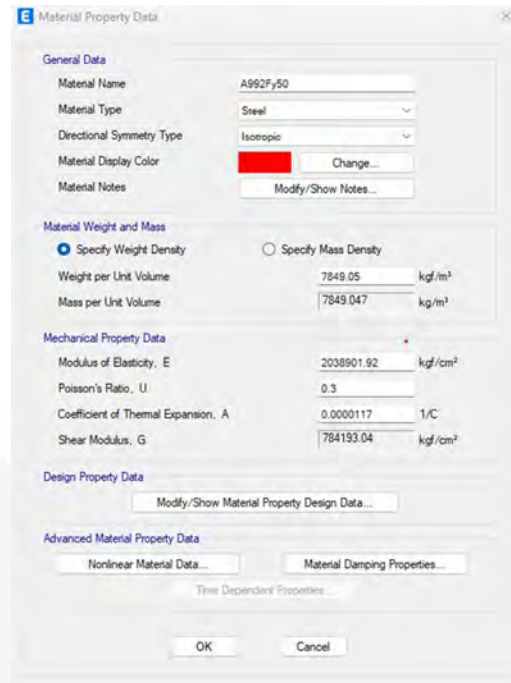 E Material Property Data
General Data
Material Name A992Fy50
Material Type Steel
Directional Symmetry Type Isotropic
Material Display Color Change...
Material Notes Modify/Show Notes...
Material Weight and Mass
Specify Weight Density Specify Mass Density
Weight per Unit Volume 7849.05 kgf/m³
Mass per Unit Volume 7849.047 kg/m³
Mechanical Property Data
Modulus of Elasticity, E 2038901.92 kgf/cm²
Poisson's Ratio, U 0.3
Coefficient of Thermal Expansion, A 0.0000117 1/C
Shear Modulus, G 784193.04 kgf/cm²
Design Property Data
Modify/Show Material Property Design Data...
Advanced Material Property Data
Nonlinear Material Data... Material Damping Properties...
Time Dependent Properties...
OK Cancel